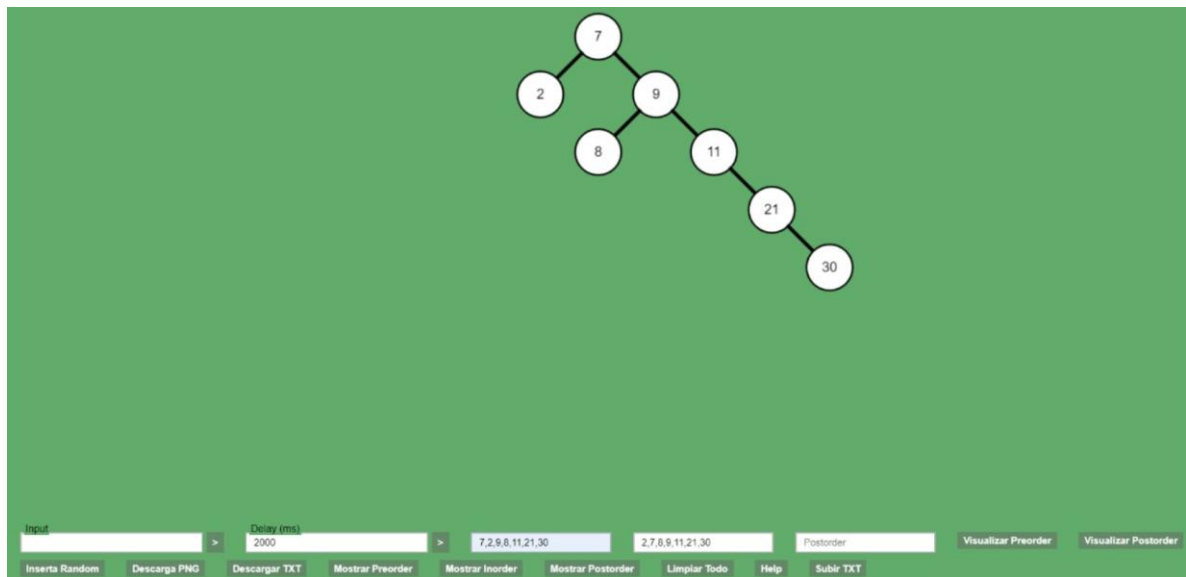 7
2 9
8 11
21
30
Input Delay (ms)
> 2000 > 7,2,9,8,11,21,30 2,7,8,9,11,21,30 Postorder Visualizar Preorder Visualizar Postorder
Inserta Random Descarga PNG Descargar TXT Mostrar Preorder Mostrar Inorder Mostrar Postorder Limpiar Todo Help Subir TXT